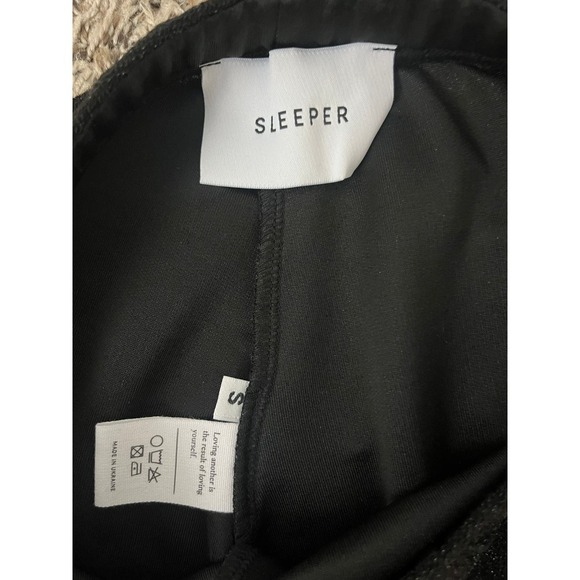 SLEEPER
S
Loving another is
the result of loving
yourself.
MADE IN UKRAINE